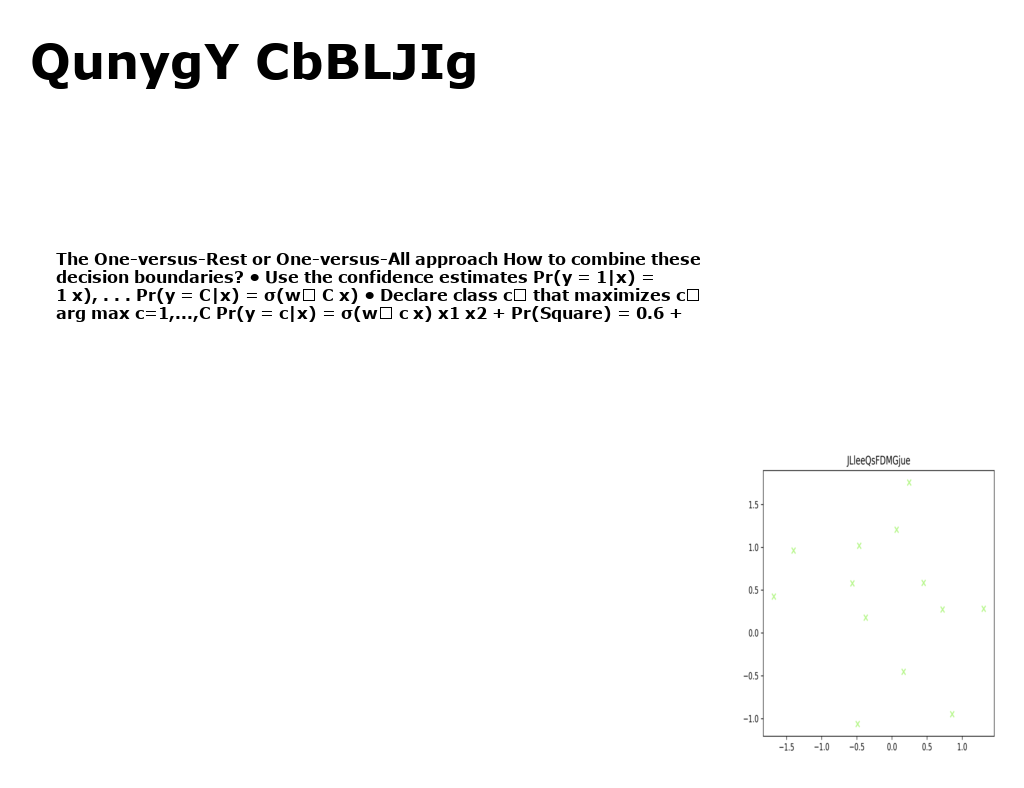 QunygY CbBLJIg
The One-versus-Rest or One-versus-All approach How to combine these
decision boundaries? • Use the confidence estimates Pr(y = 1|x) =
1 x), . . . Pr(y = C|x) = σ(w□ C x) • Declare class c□ that maximizes c□
arg max c=1,...,C Pr(y = c|x) = σ(w□ c x) x1 x2 + Pr(Square) = 0.6 +
JLleeQsFDMGjue
1.5
1.0
0.5
0.0
−0.5
−1.0
−1.5 −1.0 −0.5 0.0 0.5 1.0